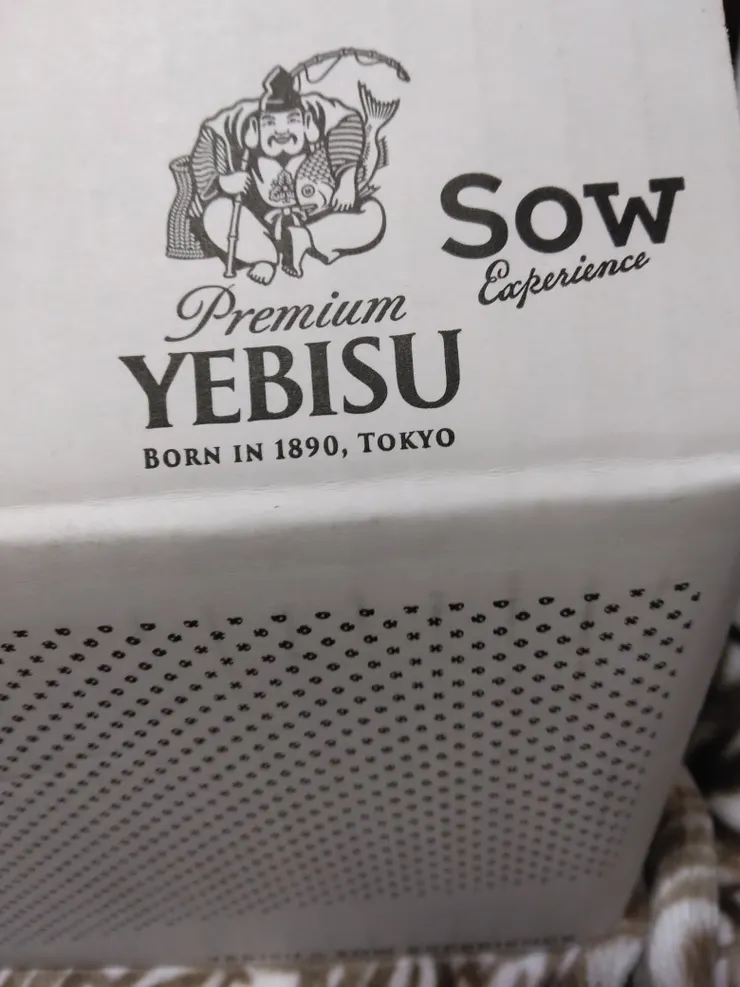 Sow
Experience
Premium
YEBISU
BORN IN 1890, TOKYO